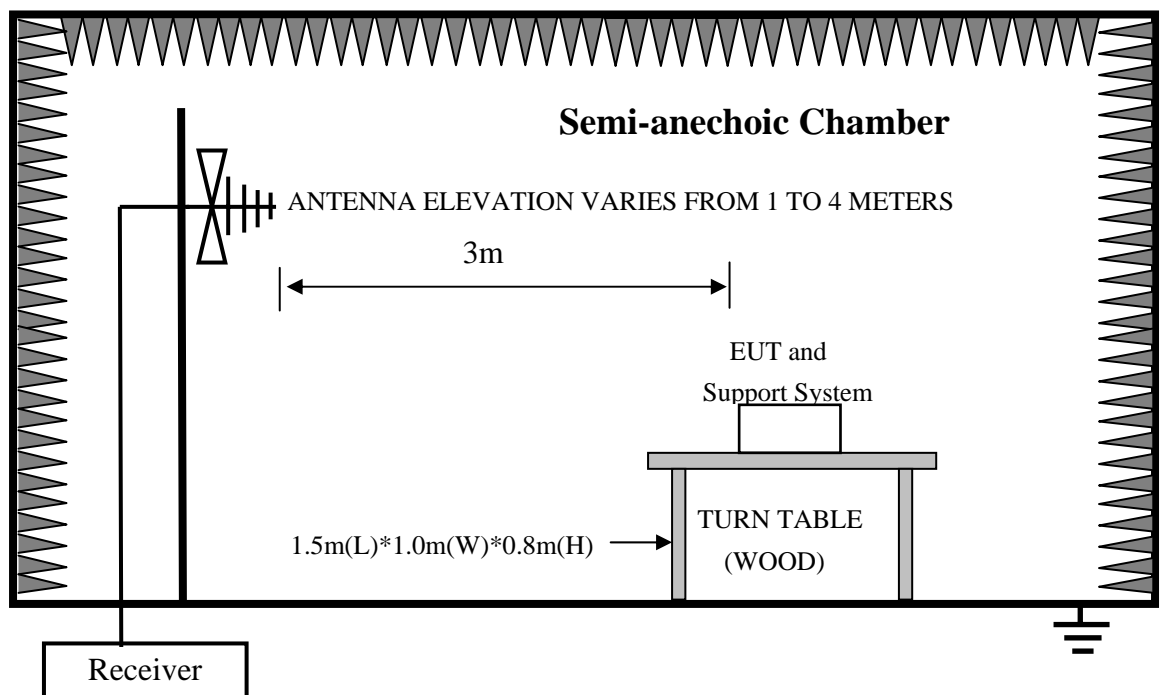 Semi-anechoic Chamber
ANTENNA ELEVATION VARIES FROM 1 TO 4 METERS
3m
EUT and
Support System
1.5m(L)*1.0m(W)*0.8m(H)
TURN TABLE
(WOOD)
Receiver